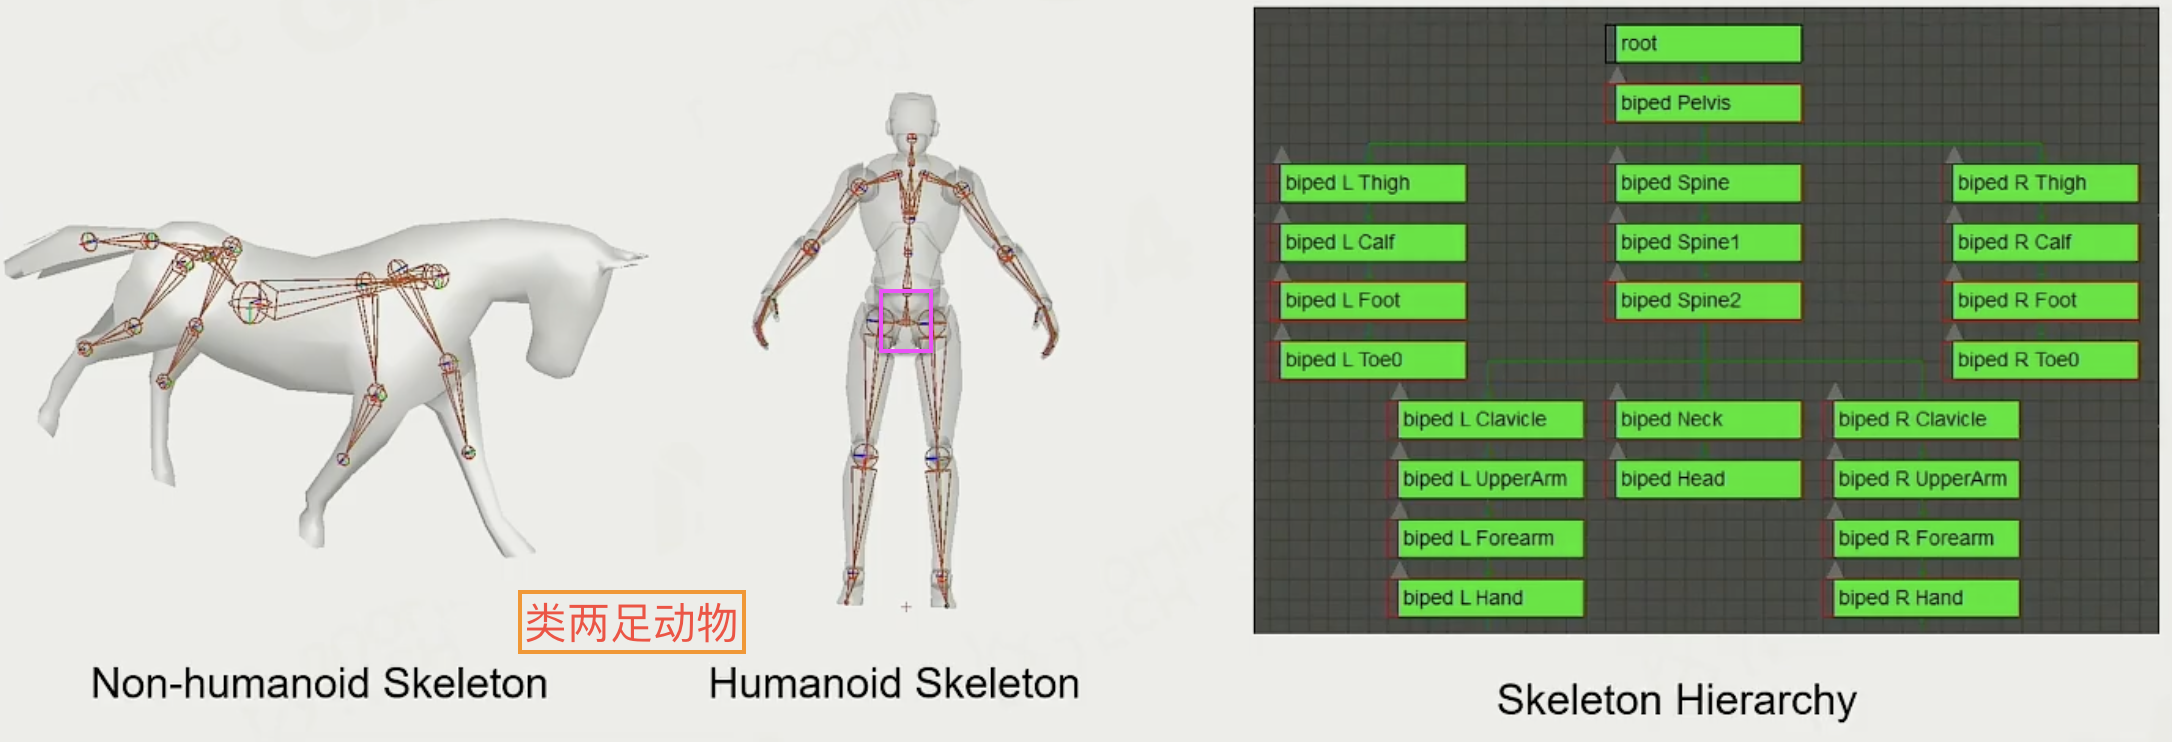 root
biped Pelvis
biped L Thigh
biped Spine
biped R Thigh
biped L Calf
biped Spine1
biped R Calf
biped L Foot
biped Spine2
biped R Foot
biped L Toe0
biped R Toe0
biped L Clavicle
biped Neck
biped R Clavicle
biped L UpperArm
biped Head
biped R UpperArm
biped L Forearm
biped R Forearm
biped L Hand
biped R Hand
类两足动物
Non-humanoid Skeleton
Humanoid Skeleton
Skeleton Hierarchy